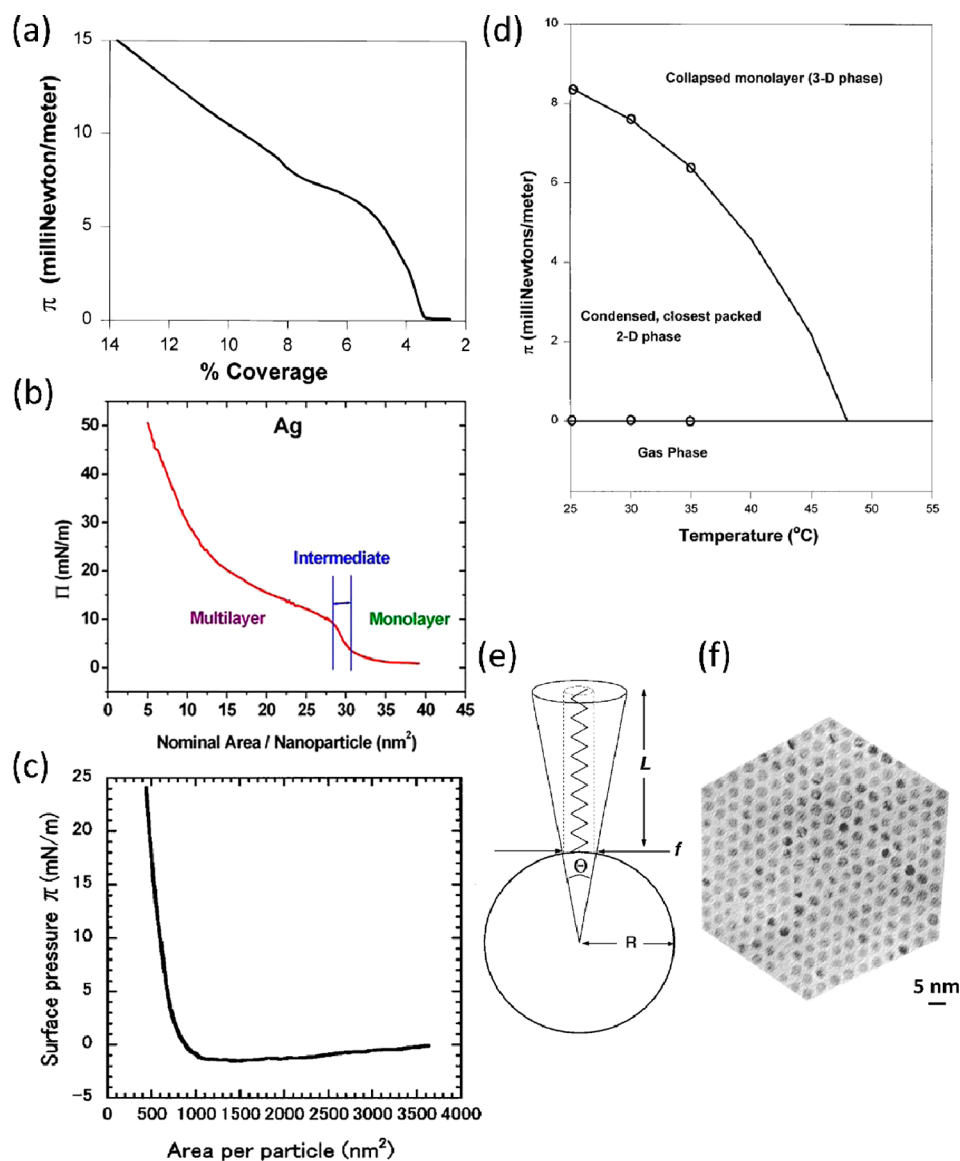 (a)
15
10
5
0
π (milliNewton/meter)
14 12 10 8 6 4 2
% Coverage
(b)
Ag
50
40
30
20
10
0
Π (mN/m)
Intermediate
Multilayer
Monolayer
0 5 10 15 20 25 30 35 40 45
Nominal Area / Nanoparticle (nm²)
(c)
25
20
15
10
5
0
−5
Surface pressure π (mN/m)
0 500 1000 1500 2000 2500 3000 3500 4000
Area per particle (nm²)
(d)
10
8
6
4
2
0
π (milliNewtons/meter)
Collapsed monolayer (3-D phase)
Condensed, closest packed
2-D phase
Gas Phase
25 30 35 40 45 50 55
Temperature (°C)
(e)
L
f
Θ
R
(f)
5 nm